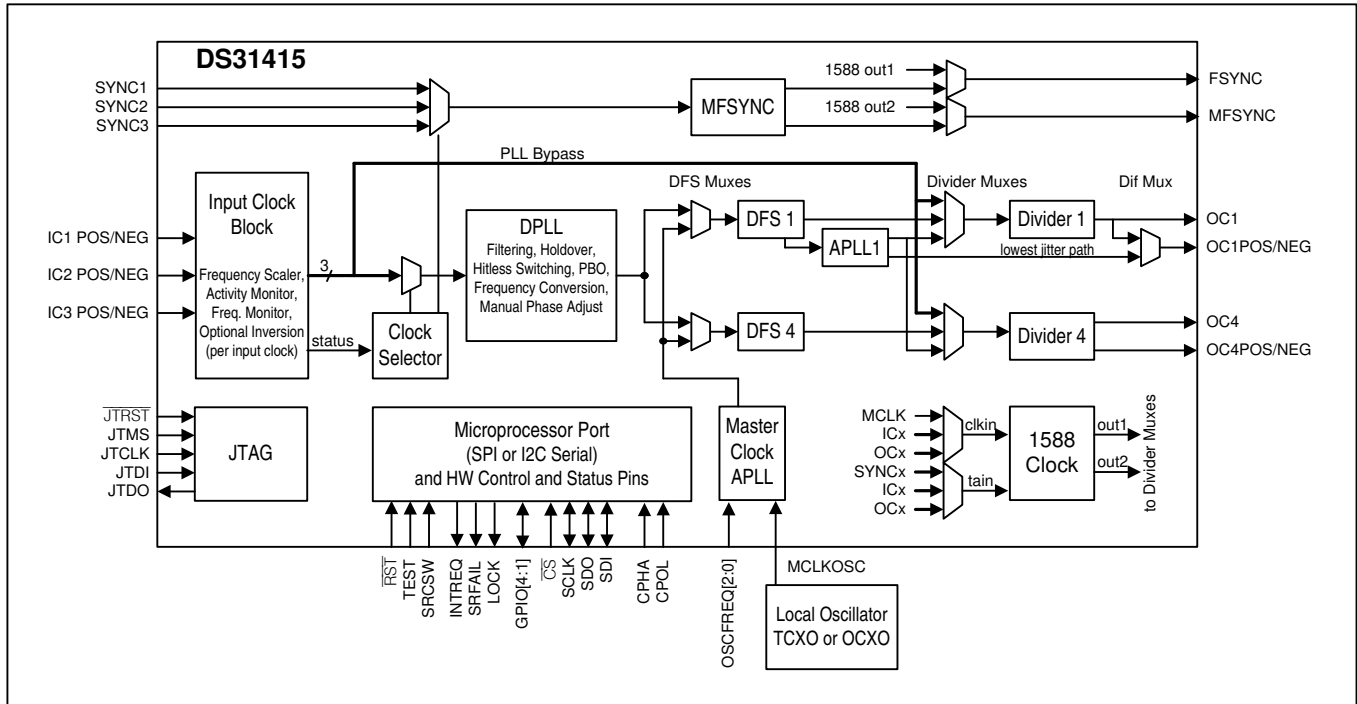 DS31415
SYNC1
SYNC2
SYNC3
MFSYNC
1588 out1
1588 out2
FSYNC
MFSYNC
PLL Bypass
Input Clock
Block
Frequency Scaler,
Activity Monitor,
Freq. Monitor,
Optional Inversion
(per input clock)
IC1 POS/NEG
IC2 POS/NEG
IC3 POS/NEG
3
status
Clock
Selector
DPLL
Filtering, Holdover,
Hitless Switching, PBO,
Frequency Conversion,
Manual Phase Adjust
DFS Muxes
DFS 1
APLL1
DFS 4
Divider Muxes
Divider 1
lowest jitter path
Divider 4
Dif Mux
OC1
OC1POS/NEG
OC4
OC4POS/NEG
JTRST
JTMS
JTCLK
JTDI
JTDO
JTAG
Microprocessor Port
(SPI or I2C Serial)
and HW Control and Status Pins
RST
TEST
SRCSW
INTREQ
SRFAIL
LOCK
GPIO[4:1]
CS
SCLK
SDO
SDI
CPHA
CPOL
Master
Clock
APLL
OSCFREQ[2:0]
MCLKOSC
Local Oscillator
TCXO or OCXO
MCLK
ICx
OCx
SYNCx
ICx
OCx
clkin
tain
1588
Clock
out1
out2
to Divider Muxes